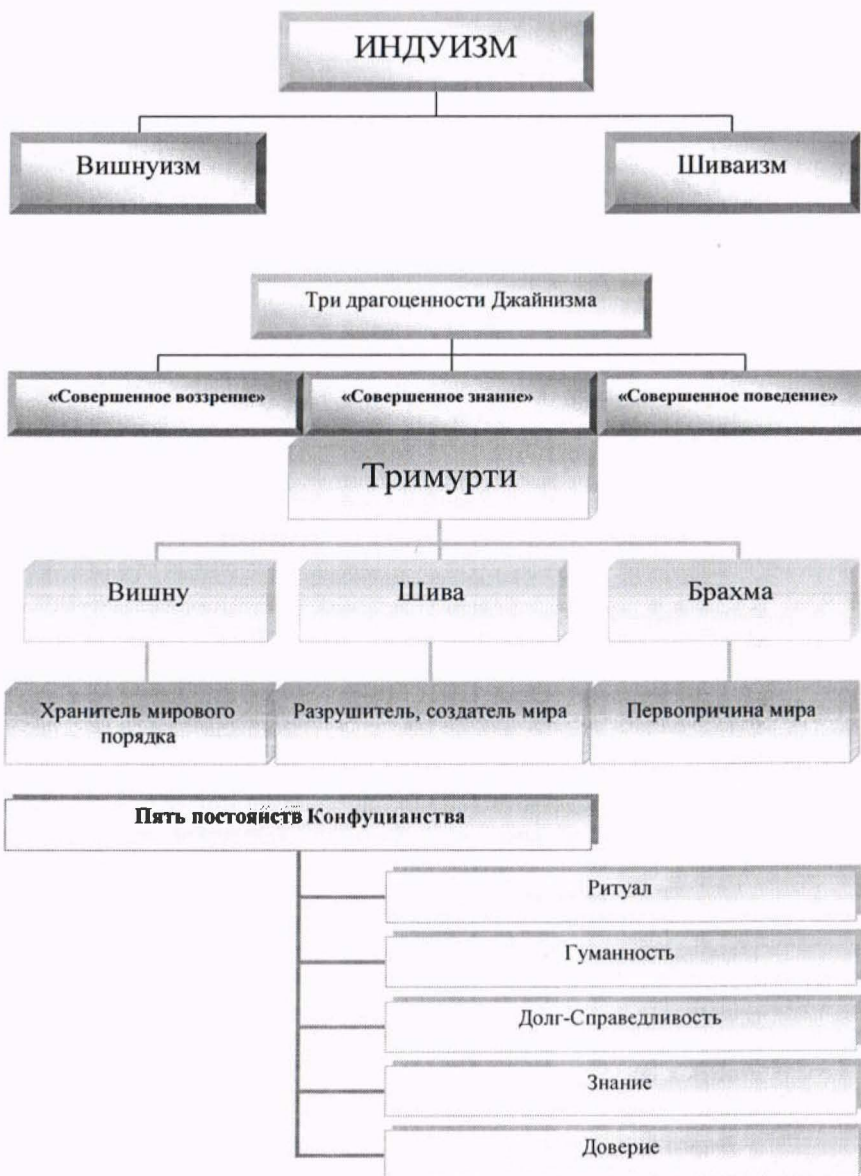 ИНДУИЗМ
Вишнуизм
Шиваизм
Три драгоценности Джайнизма
«Совершенное воззрение»
«Совершенное знание»
«Совершенное поведение»
Тримурти
Вишну
Шива
Брахма
Хранитель мирового
порядка
Разрушитель, создатель мира
Первопричина мира
Пять постоянств Конфуцианства
Ритуал
Гуманность
Долг-Справедливость
Знание
Доверие